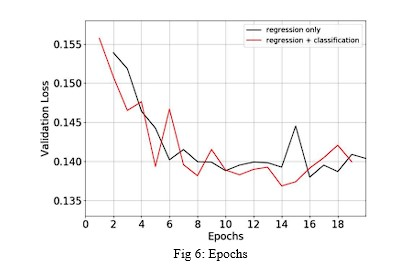 regression only
regression + classification
0.155
0.150
0.145
0.140
0.135
Validation Loss
0 2 4 6 8 10 12 14 16 18
Epochs
Fig 6: Epochs